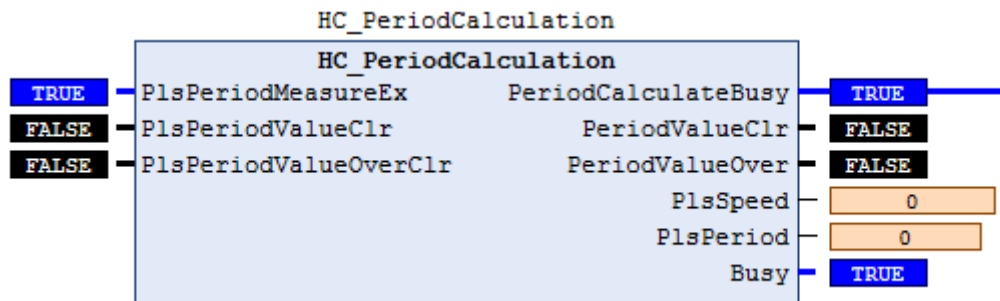 HC_PeriodCalculation
HC_PeriodCalculation
TRUE PlsPeriodMeasureEx PeriodCalculateBusy TRUE
FALSE PlsPeriodValueClr PeriodValueClr FALSE
FALSE PlsPeriodValueOverClr PeriodValueOver FALSE
PlsSpeed 0
PlsPeriod 0
Busy TRUE